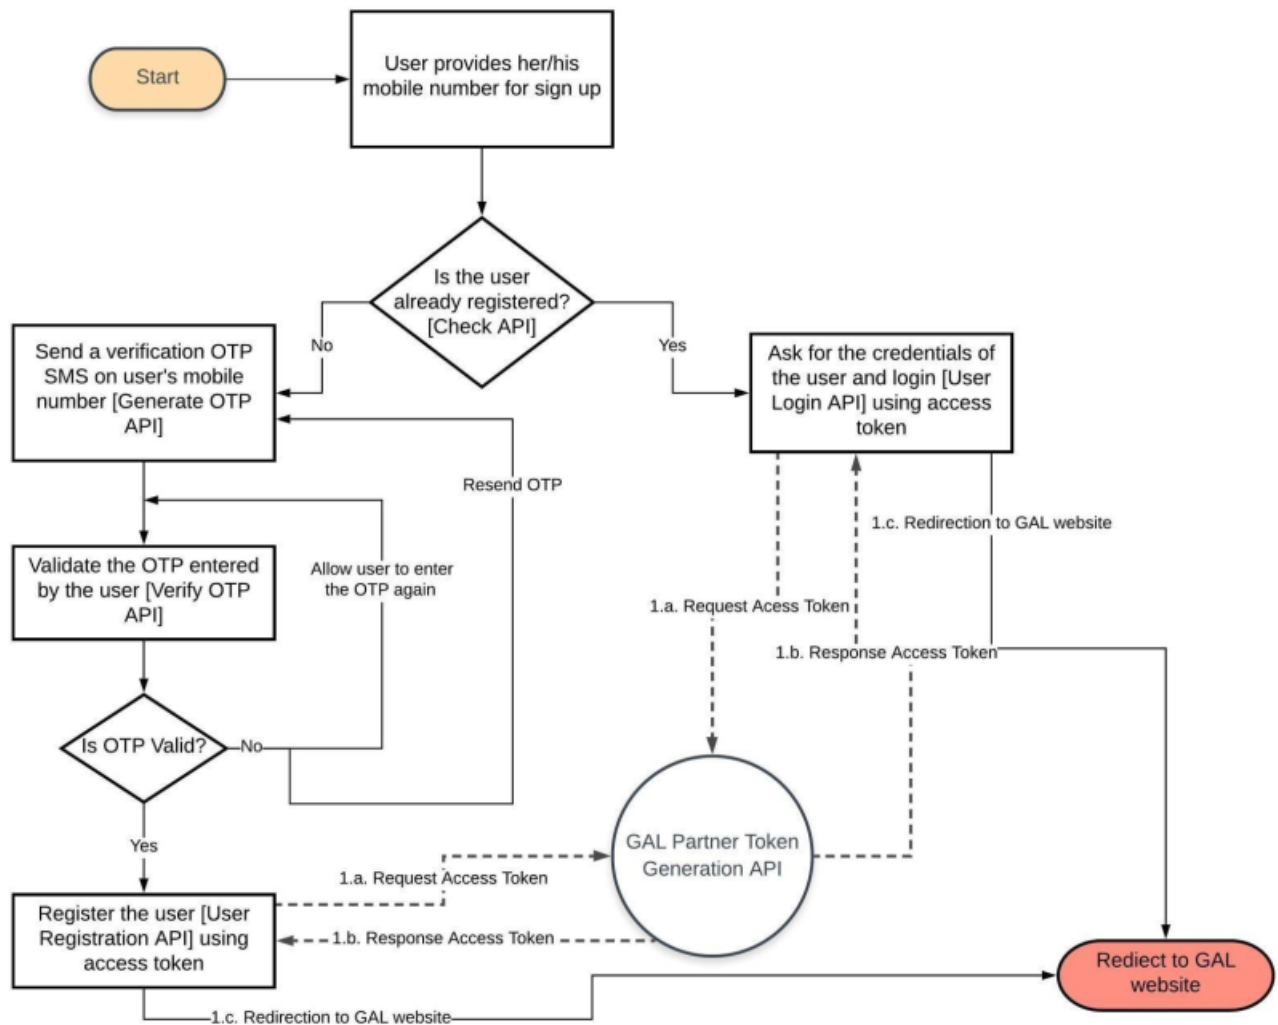 Start
User provides her/his
mobile number for sign up
Is the user
already registered?
[Check API]
No
Yes
Send a verification OTP
SMS on user's mobile
number [Generate OTP
API]
Ask for the credentials of
the user and login [User
Login API] using access
token
Resend OTP
1.c. Redirection to GAL website
Validate the OTP entered
by the user [Verify OTP
API]
Allow user to enter
the OTP again
1.a. Request Acess Token
1.b. Response Access Token
Is OTP Valid?
No
Yes
GAL Partner Token
Generation API
1.a. Request Access Token
Register the user [User
Registration API] using
access token
1.b. Response Access Token
Rediect to GAL
website
1.c. Redirection to GAL website